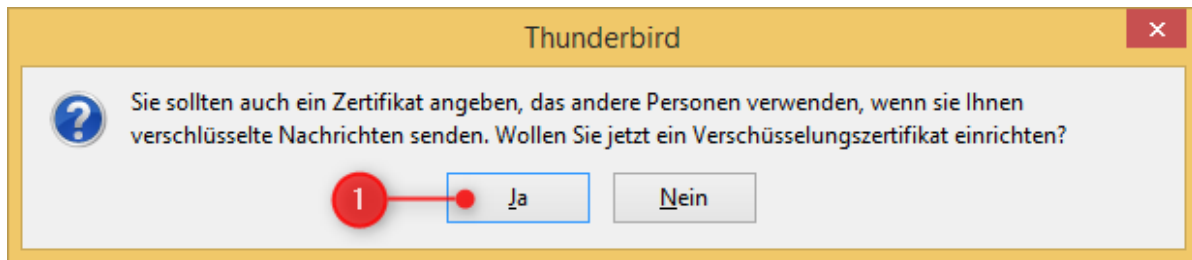 Thunderbird
Sie sollten auch ein Zertifikat angeben, das andere Personen verwenden, wenn sie Ihnen
verschlüsselte Nachrichten senden. Wollen Sie jetzt ein Verschüsselungszertifikat einrichten?
1 Ja Nein